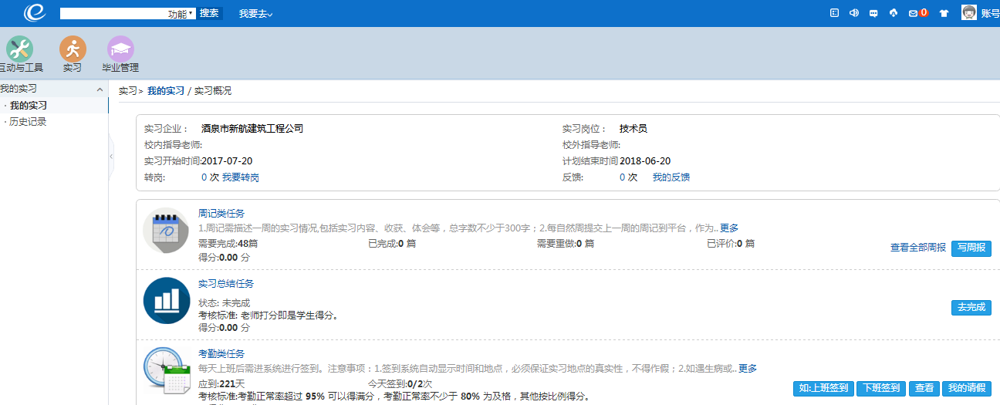 功能 搜索 我要去 0 账号
互动与工具 实习 毕业管理
我的实习
· 我的实习
· 历史记录
实习> 我的实习 / 实习概况
实习企业： 酒泉市新航建筑工程公司 实习岗位： 技术员
校内指导老师: 校外指导老师:
实习开始时间:2017-07-20 计划结束时间:2018-06-20
转岗: 0 次 我要转岗 反馈: 0 次 我的反馈
周记类任务
1.周记需描述一周的实习情况,包括实习内容、收获、体会等，总字数不少于300字；2.每自然周提交上一周的周记到平台，作为.. 更多
需要完成:48篇 已完成:0 篇 需要重做:0 篇 已评价:0 篇
查看全部周报 写周报
得分:0.00 分
实习总结任务
状态: 未完成
去完成
考核标准: 老师打分即是学生得分。
得分:0.00 分
考勤类任务
每天上班后需进系统进行签到。注意事项：1.签到系统自动显示时间和地点，必须保证实习地点的真实性，不得作假；2.如遇生病或.. 更多
应到:221天 今天签到:0/2次
如:上班签到 下班签到 查看 我的请假
考核标准:考勤正常率超过 95% 可以得满分，考勤正常率不少于 80% 为及格，其他按比例得分。